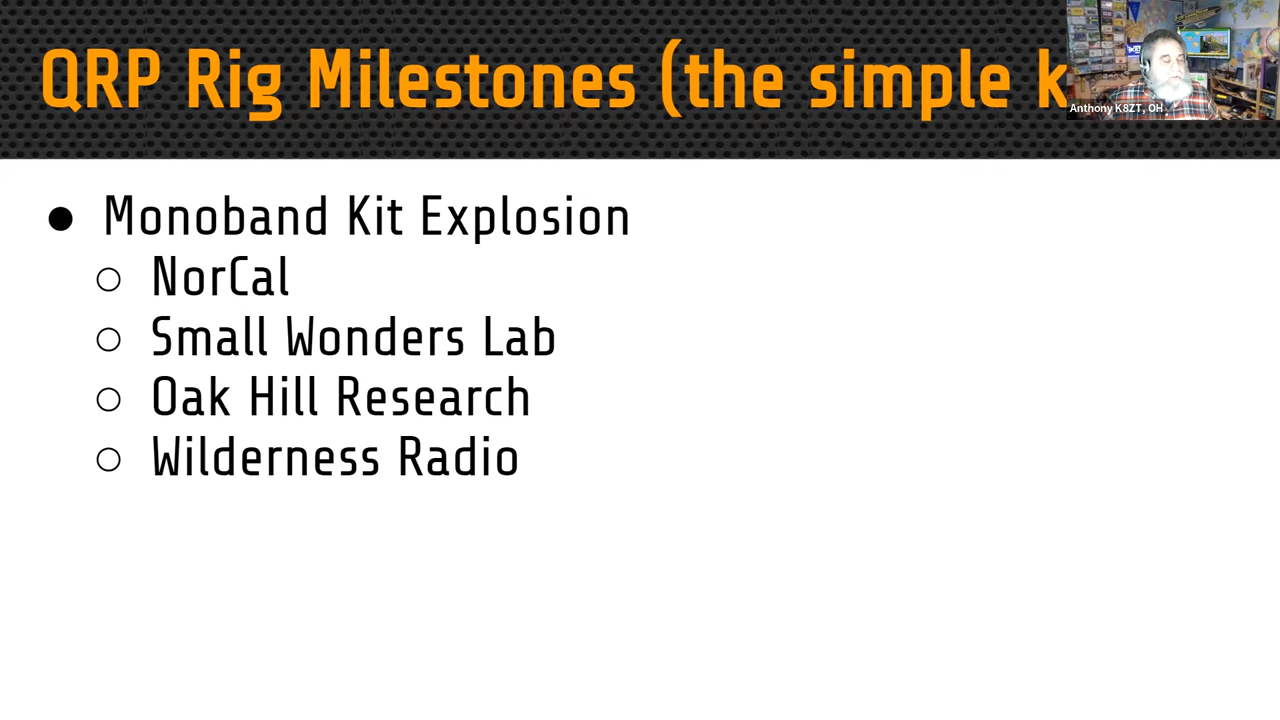 QRP Rig Milestones (the simple k
Anthony K8ZT, OH
● Monoband Kit Explosion
○ NorCal
○ Small Wonders Lab
○ Oak Hill Research
○ Wilderness Radio